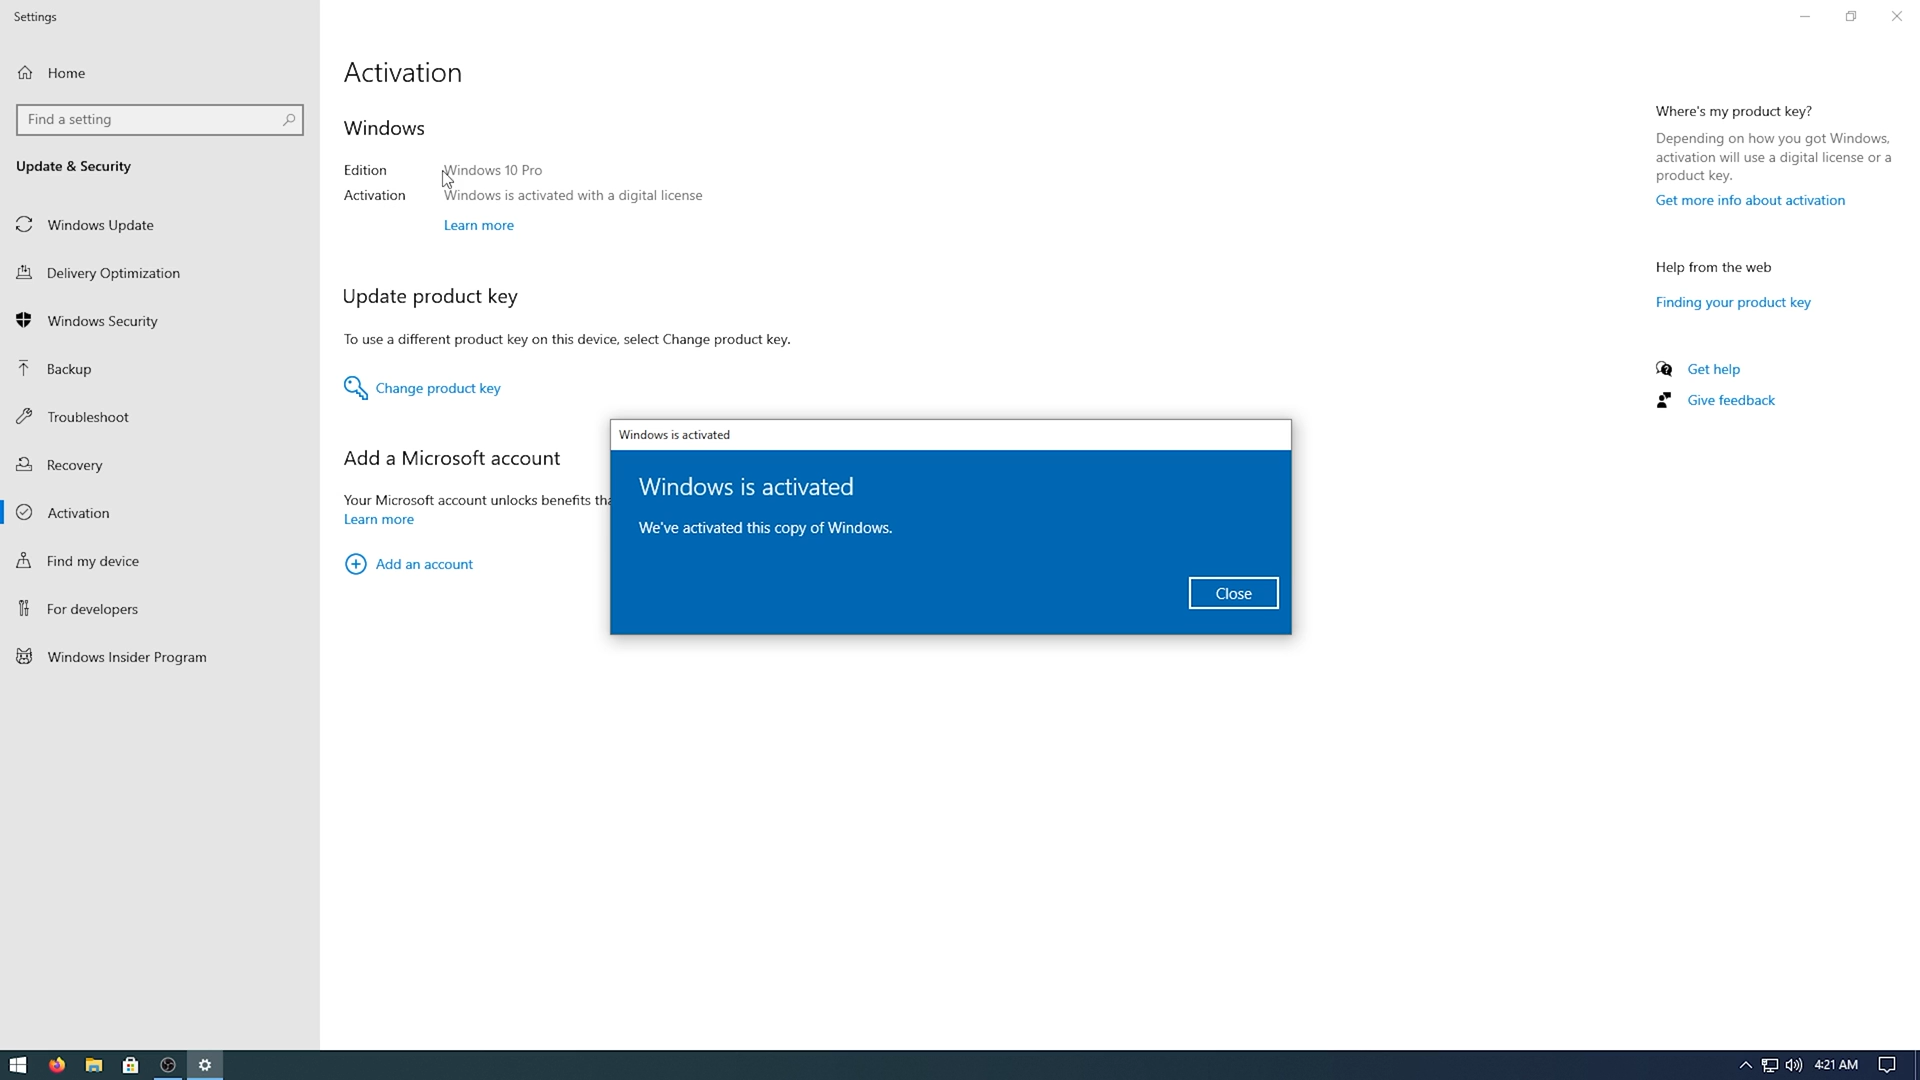 Settings
Home
Find a setting
Update & Security
Windows Update
Delivery Optimization
Windows Security
Backup
Troubleshoot
Recovery
Activation
Find my device
For developers
Windows Insider Program
Activation
Windows
Edition Windows 10 Pro
Activation Windows is activated with a digital license
Learn more
Update product key
To use a different product key on this device, select Change product key.
Change product key
Add a Microsoft account
Your Microsoft account unlocks benefits tha
Learn more
Add an account
Windows is activated
Windows is activated
We've activated this copy of Windows.
Close
Where's my product key?
Depending on how you got Windows,
activation will use a digital license or a
product key.
Get more info about activation
Help from the web
Finding your product key
Get help
Give feedback
4:21 AM